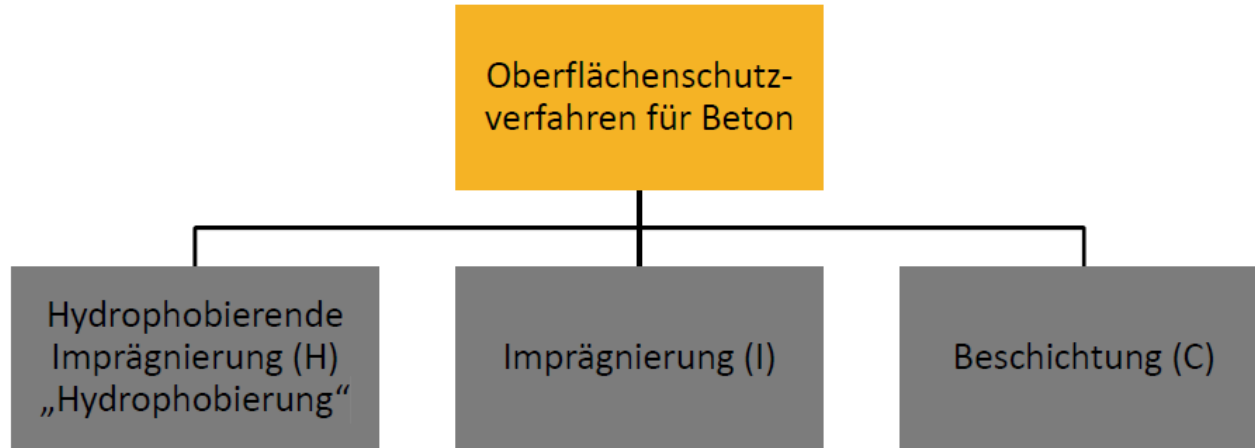 Oberflächenschutz-
verfahren für Beton
Hydrophobierende
Imprägnierung (H)
„Hydrophobierung“
Imprägnierung (I)
Beschichtung (C)